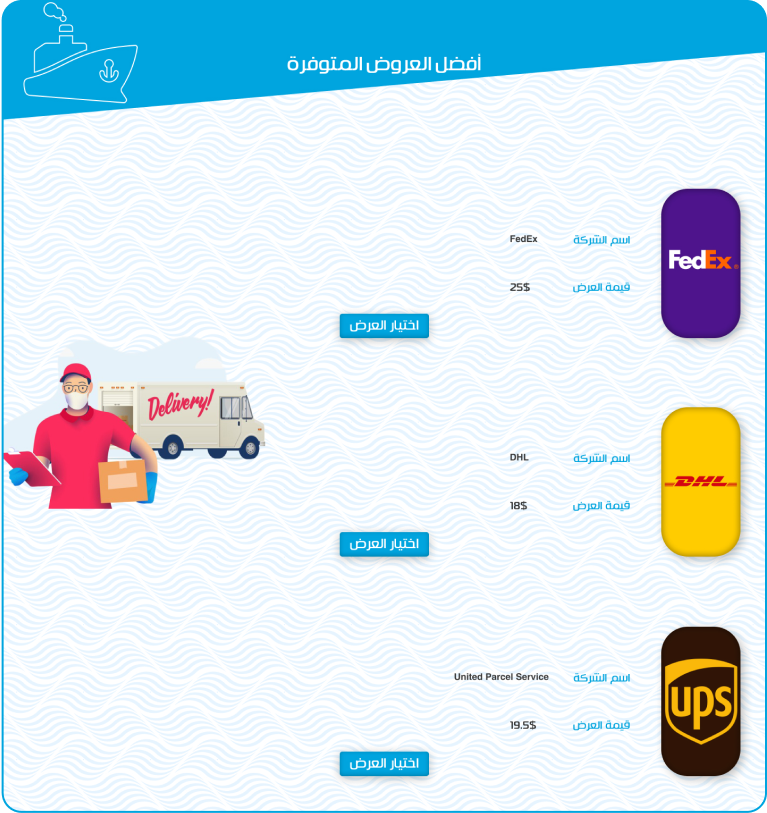 أفضل العروض المتوفرة
FedEx®
اسم الشركة FedEx
قيمة العرض 25$
اختيار العرض
Delivery!
DHL
اسم الشركة DHL
قيمة العرض 18$
اختيار العرض
ups
اسم الشركة United Parcel Service
قيمة العرض 19.5$
اختيار العرض